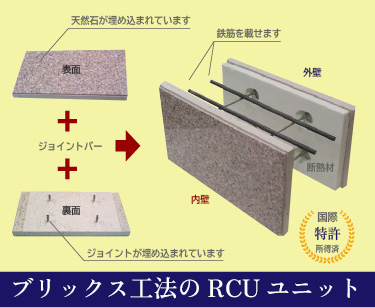 天然石が埋め込まれています
表面
鉄筋を載せます
外壁
ジョイントバー
断熱材
裏面
内壁
ジョイントが埋め込まれています
国際
特許
所得済
ブリックス工法のRCUユニット